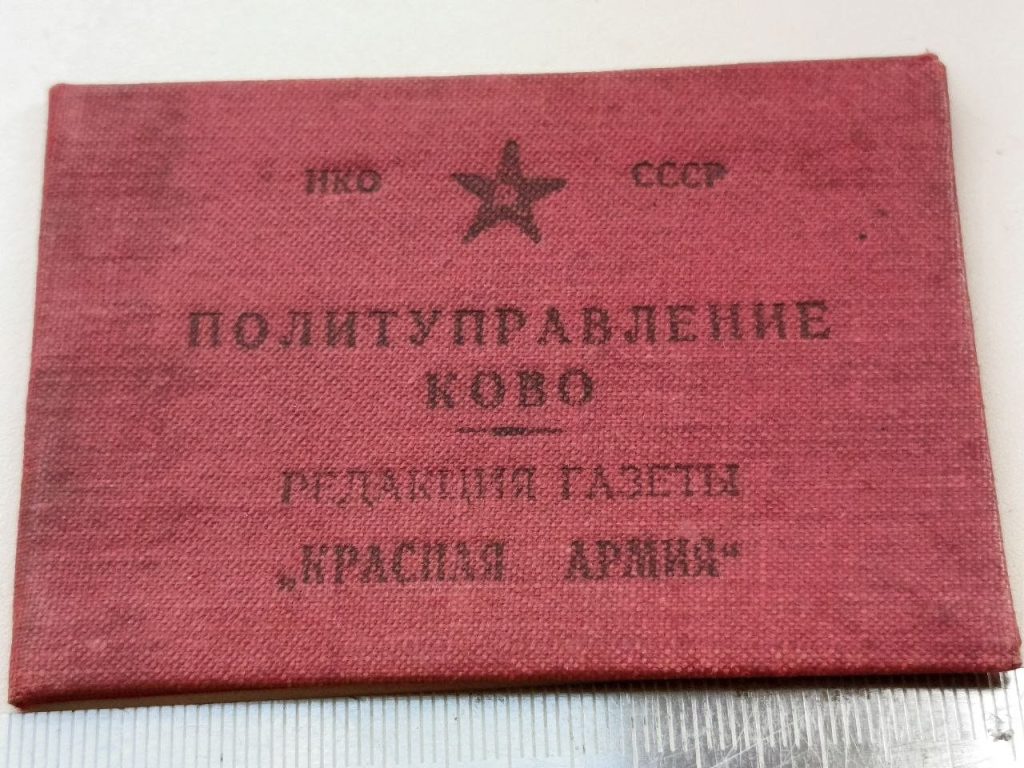 НКО СССР
ПОЛИТУПРАВЛЕНИЕ
КОВО
РЕДАКЦИЯ ГАЗЕТЫ
„КРАСНАЯ АРМИЯ“